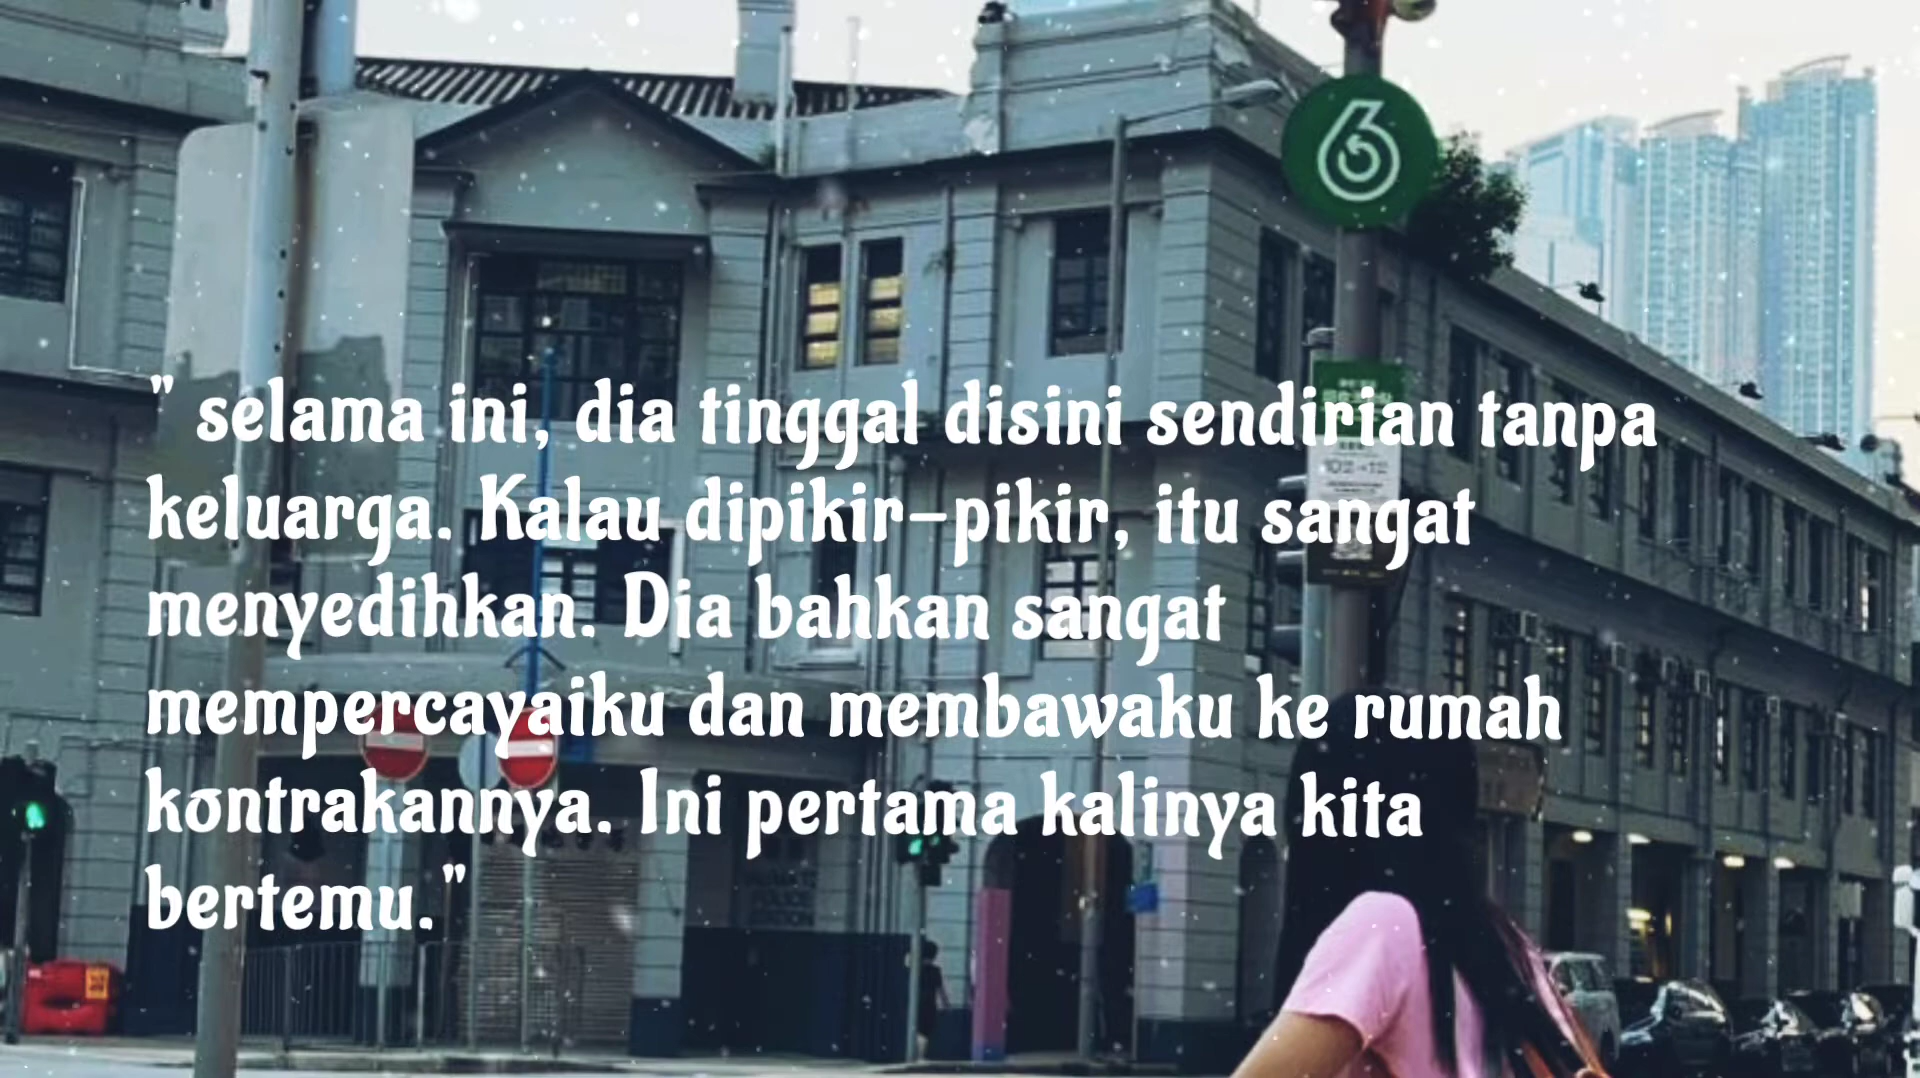 6
" selama ini, dia tinggal disini sendirian tanpa
keluarga. Kalau dipikir-pikir, itu sangat
menyedihkan. Dia bahkan sangat
mempercayaiku dan membawaku ke rumah
kontrakannya. Ini pertama kalinya kita
bertemu."